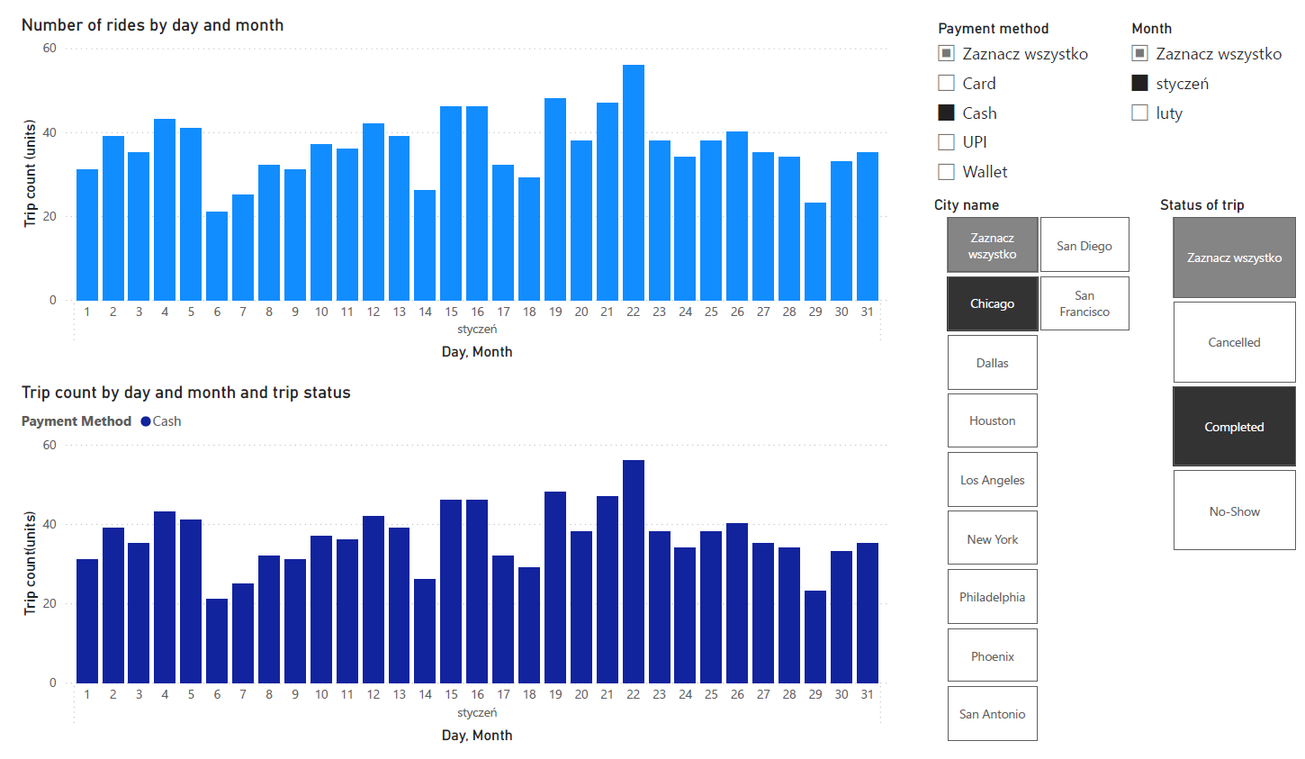 Number of rides by day and month
60
40
20
0
Trip count (units)
1 2 3 4 5 6 7 8 9 10 11 12 13 14 15 16 17 18 19 20 21 22 23 24 25 26 27 28 29 30 31
styczeń
Day, Month
Trip count by day and month and trip status
Payment Method Cash
60
40
20
0
Trip count(units)
1 2 3 4 5 6 7 8 9 10 11 12 13 14 15 16 17 18 19 20 21 22 23 24 25 26 27 28 29 30 31
styczeń
Day, Month
Payment method
Zaznacz wszystko
Card
Cash
UPI
Wallet
Month
Zaznacz wszystko
styczeń
luty
City name
Zaznacz
wszystko
San Diego
Chicago
San
Francisco
Dallas
Houston
Los Angeles
New York
Philadelphia
Phoenix
San Antonio
Status of trip
Zaznacz wszystko
Cancelled
Completed
No-Show